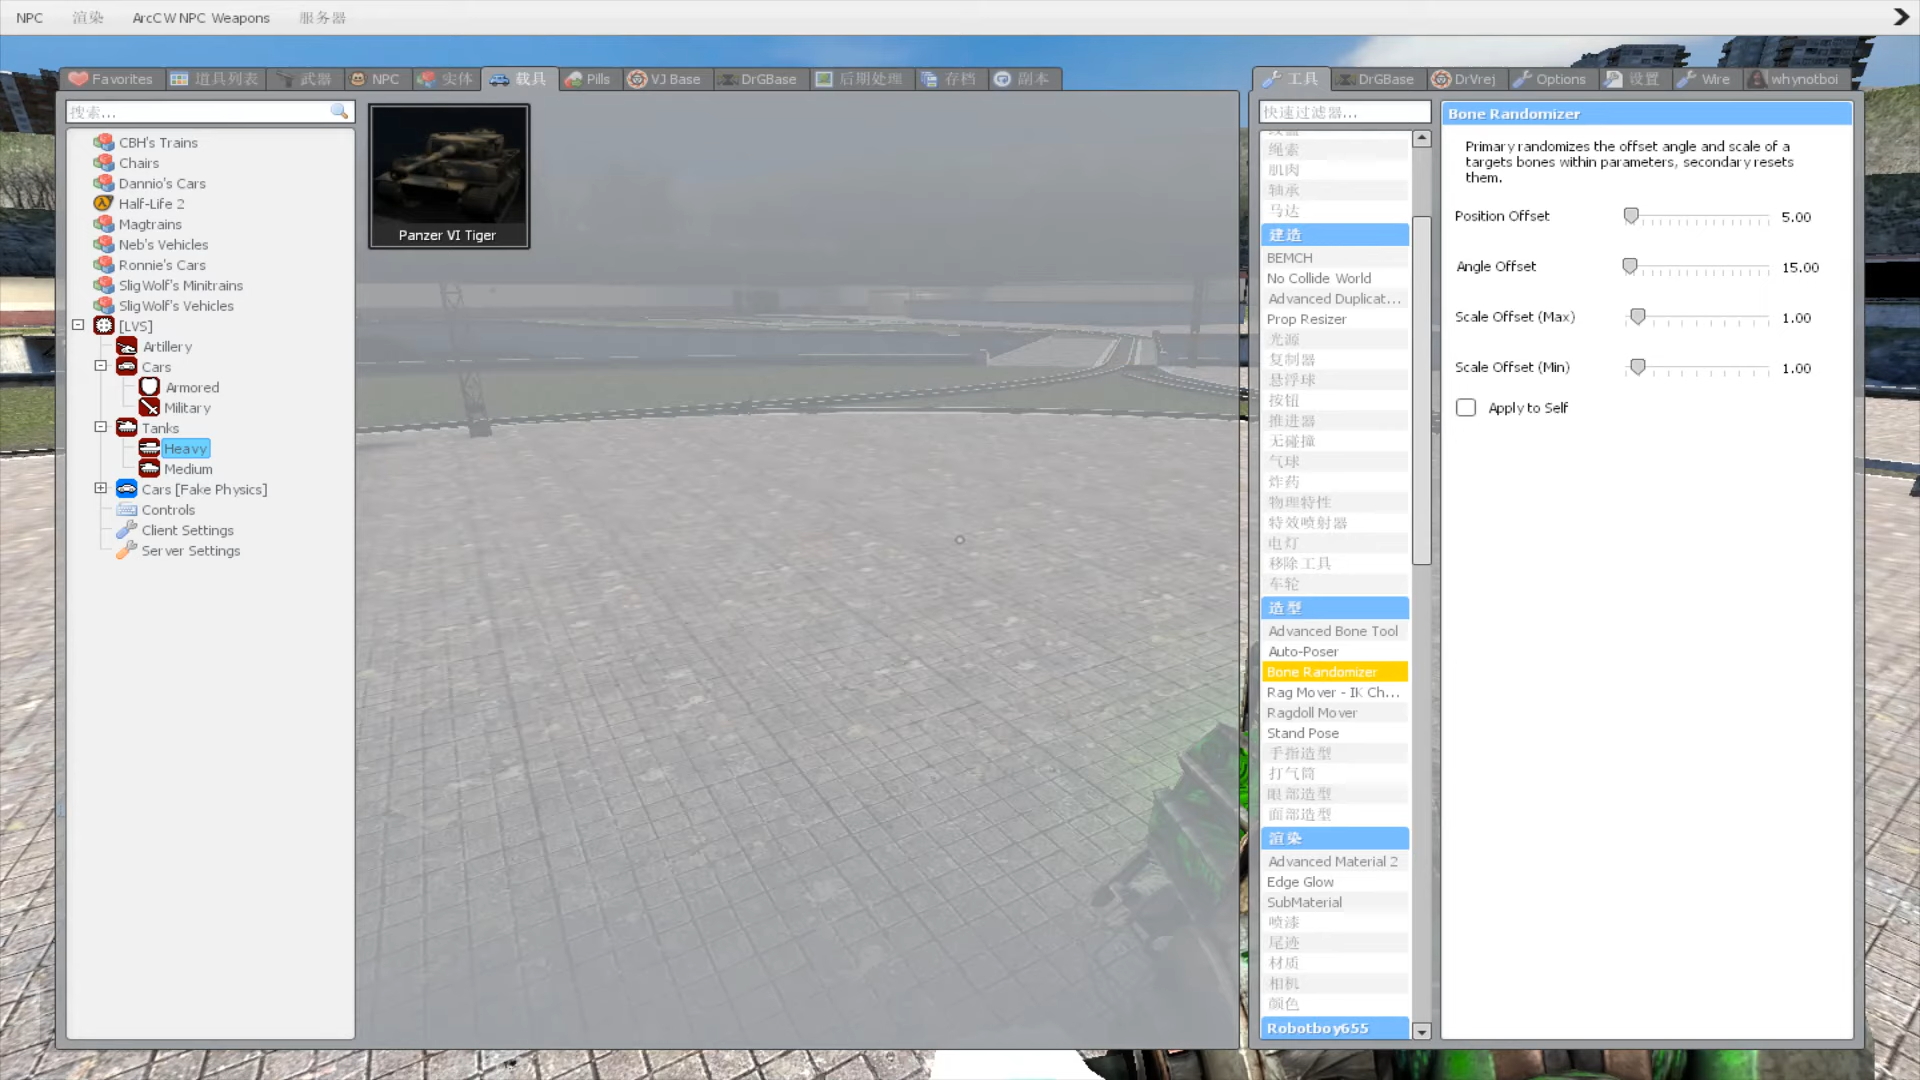 NPC
渲染
ArcCW NPC Weapons
服务器
Favorites
道具列表
武器
NPC
实体
载具
Pills
VJ Base
DrGBase
后期处理
存档
副本
搜索...
CBH's Trains
Chairs
Dannio's Cars
Half-Life 2
Magtrains
Neb's Vehicles
Ronnie's Cars
SligWolf's Minitrains
SligWolf's Vehicles
[LVS]
Artillery
Cars
Armored
Military
Tanks
Heavy
Medium
Cars [Fake Physics]
Controls
Client Settings
Server Settings
Panzer VI Tiger
工具
DrGBase
DrVrej
Options
设置
Wire
whynotboi
快速过滤器...
绳索
肌肉
轴承
马达
建造
BEMCH
No Collide World
Advanced Duplicat...
Prop Resizer
光源
复制器
悬浮球
按钮
推进器
无碰撞
气球
炸药
物理特性
特效喷射器
电灯
移除工具
车轮
造型
Advanced Bone Tool
Auto-Poser
Bone Randomizer
Rag Mover - IK Ch...
Ragdoll Mover
Stand Pose
手指造型
打气筒
眼部造型
面部造型
渲染
Advanced Material 2
Edge Glow
SubMaterial
喷漆
尾迹
材质
相机
颜色
Robotboy655
Bone Randomizer
Primary randomizes the offset angle and scale of a
targets bones within parameters, secondary resets
them.
Position Offset 5.00
Angle Offset 15.00
Scale Offset (Max) 1.00
Scale Offset (Min) 1.00
Apply to Self